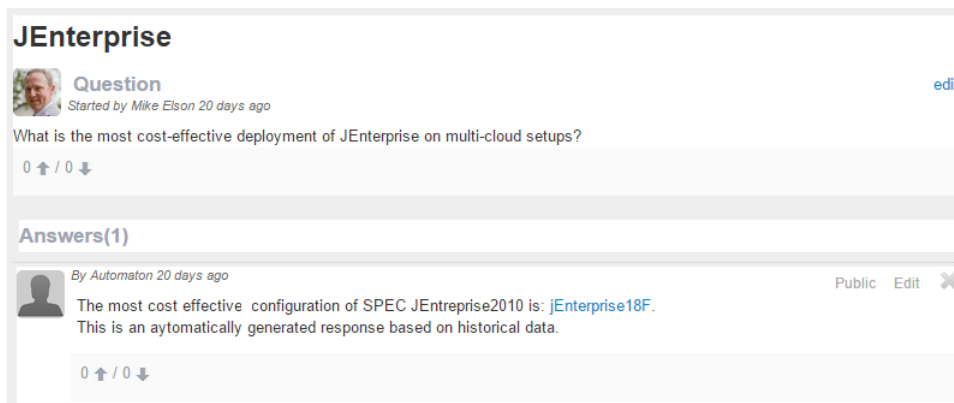 JEnterprise
Question
edi
Started by Mike Elson 20 days ago
What is the most cost-effective deployment of JEnterprise on multi-cloud setups?
0 / 0
Answers(1)
By Automaton 20 days ago
Public Edit
The most cost effective configuration of SPEC JEntreprise2010 is: jEnterprise18F.
This is an aytomatically generated response based on historical data.
0 / 0